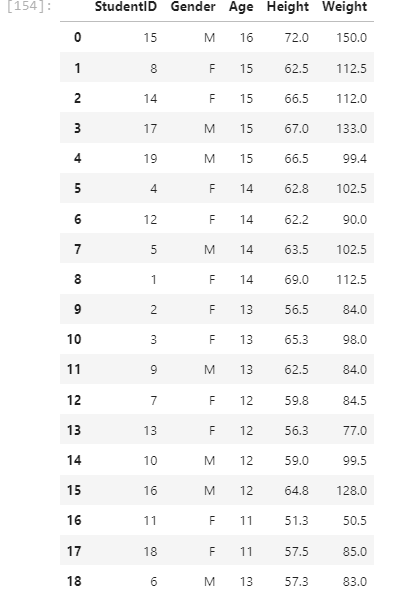 [154]:
StudentID Gender Age Height Weight
0 15 M 16 72.0 150.0
1 8 F 15 62.5 112.5
2 14 F 15 66.5 112.0
3 17 M 15 67.0 133.0
4 19 M 15 66.5 99.4
5 4 F 14 62.8 102.5
6 12 F 14 62.2 90.0
7 5 M 14 63.5 102.5
8 1 F 14 69.0 112.5
9 2 F 13 56.5 84.0
10 3 F 13 65.3 98.0
11 9 M 13 62.5 84.0
12 7 F 12 59.8 84.5
13 13 F 12 56.3 77.0
14 10 M 12 59.0 99.5
15 16 M 12 64.8 128.0
16 11 F 11 51.3 50.5
17 18 F 11 57.5 85.0
18 6 M 13 57.3 83.0